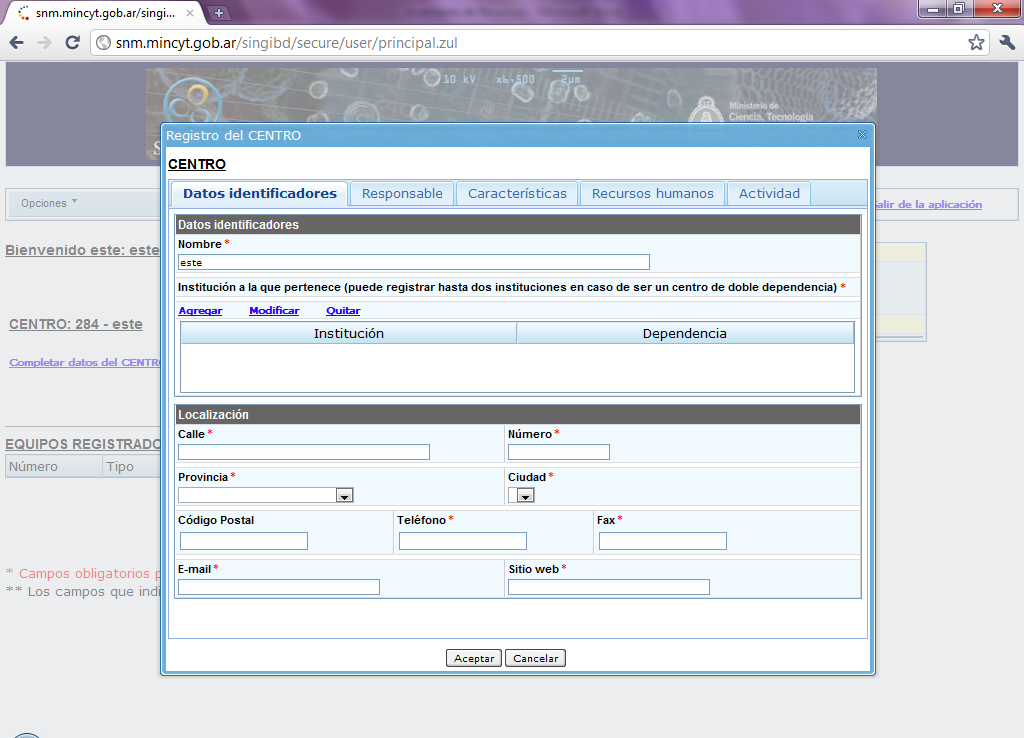 snm.mincyt.gob.ar/singi...
snm.mincyt.gob.ar/singibd/secure/user/principal.zul
10 kV x6,500 2µm
Ministerio de
Ciencia, Tecnología
Registro del CENTRO
CENTRO
Datos identificadores Responsable Características Recursos humanos Actividad
Opciones
Salir de la aplicación
Bienvenido este: este
CENTRO: 284 - este
Completar datos del CENTRO
EQUIPOS REGISTRADO
Número Tipo
* Campos obligatorios p
** Los campos que indi
Datos identificadores
Nombre *
este
Institución a la que pertenece (puede registrar hasta dos instituciones en caso de ser un centro de doble dependencia) *
Agregar Modificar Quitar
Institución Dependencia
Localización
Calle * Número *
Provincia * Ciudad *
Código Postal Teléfono * Fax *
E-mail * Sitio web *
Aceptar Cancelar